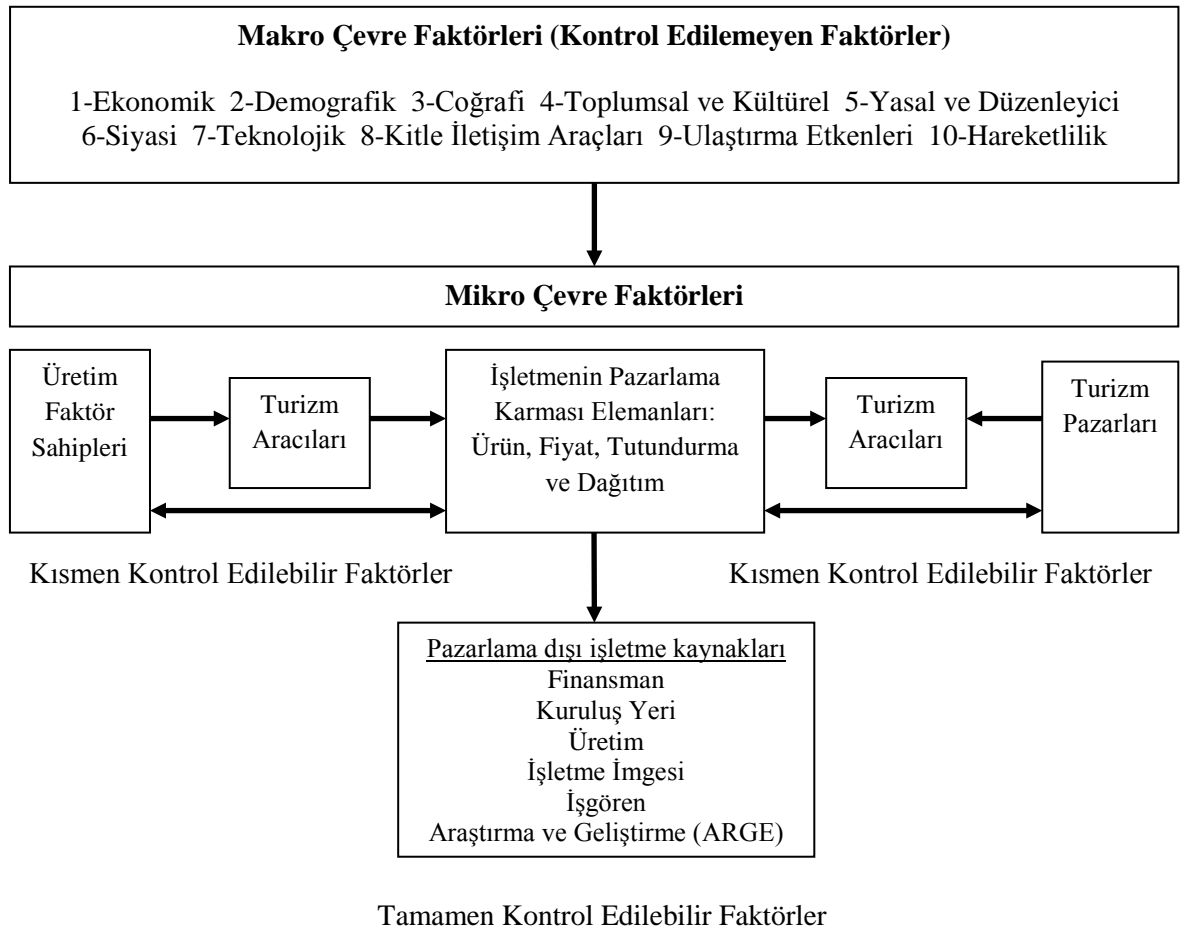 Makro Çevre Faktörleri (Kontrol Edilemeyen Faktörler)
1-Ekonomik 2-Demografik 3-Coğrafi 4-Toplumsal ve Kültürel 5-Yasal ve Düzenleyici
6-Siyasi 7-Teknolojik 8-Kitle İletişim Araçları 9-Ulaştırma Etkenleri 10-Hareketlilik
Mikro Çevre Faktörleri
Üretim
Faktör
Sahipleri
Turizm
Aracıları
İşletmenin Pazarlama
Karması Elemanları:
Ürün, Fiyat, Tutundurma
ve Dağıtım
Turizm
Aracıları
Turizm
Pazarları
Kısmen Kontrol Edilebilir Faktörler
Kısmen Kontrol Edilebilir Faktörler
Pazarlama dışı işletme kaynakları
Finansman
Kuruluş Yeri
Üretim
İşletme İmgesi
İşgören
Araştırma ve Geliştirme (ARGE)
Tamamen Kontrol Edilebilir Faktörler